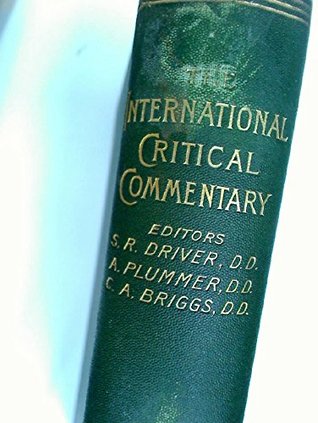 THE
INTERNATIONAL
CRITICAL
COMMENTARY
EDITORS
S. R. DRIVER, D.D.
A. PLUMMER, D.D.
C. A. BRIGGS, D.D.